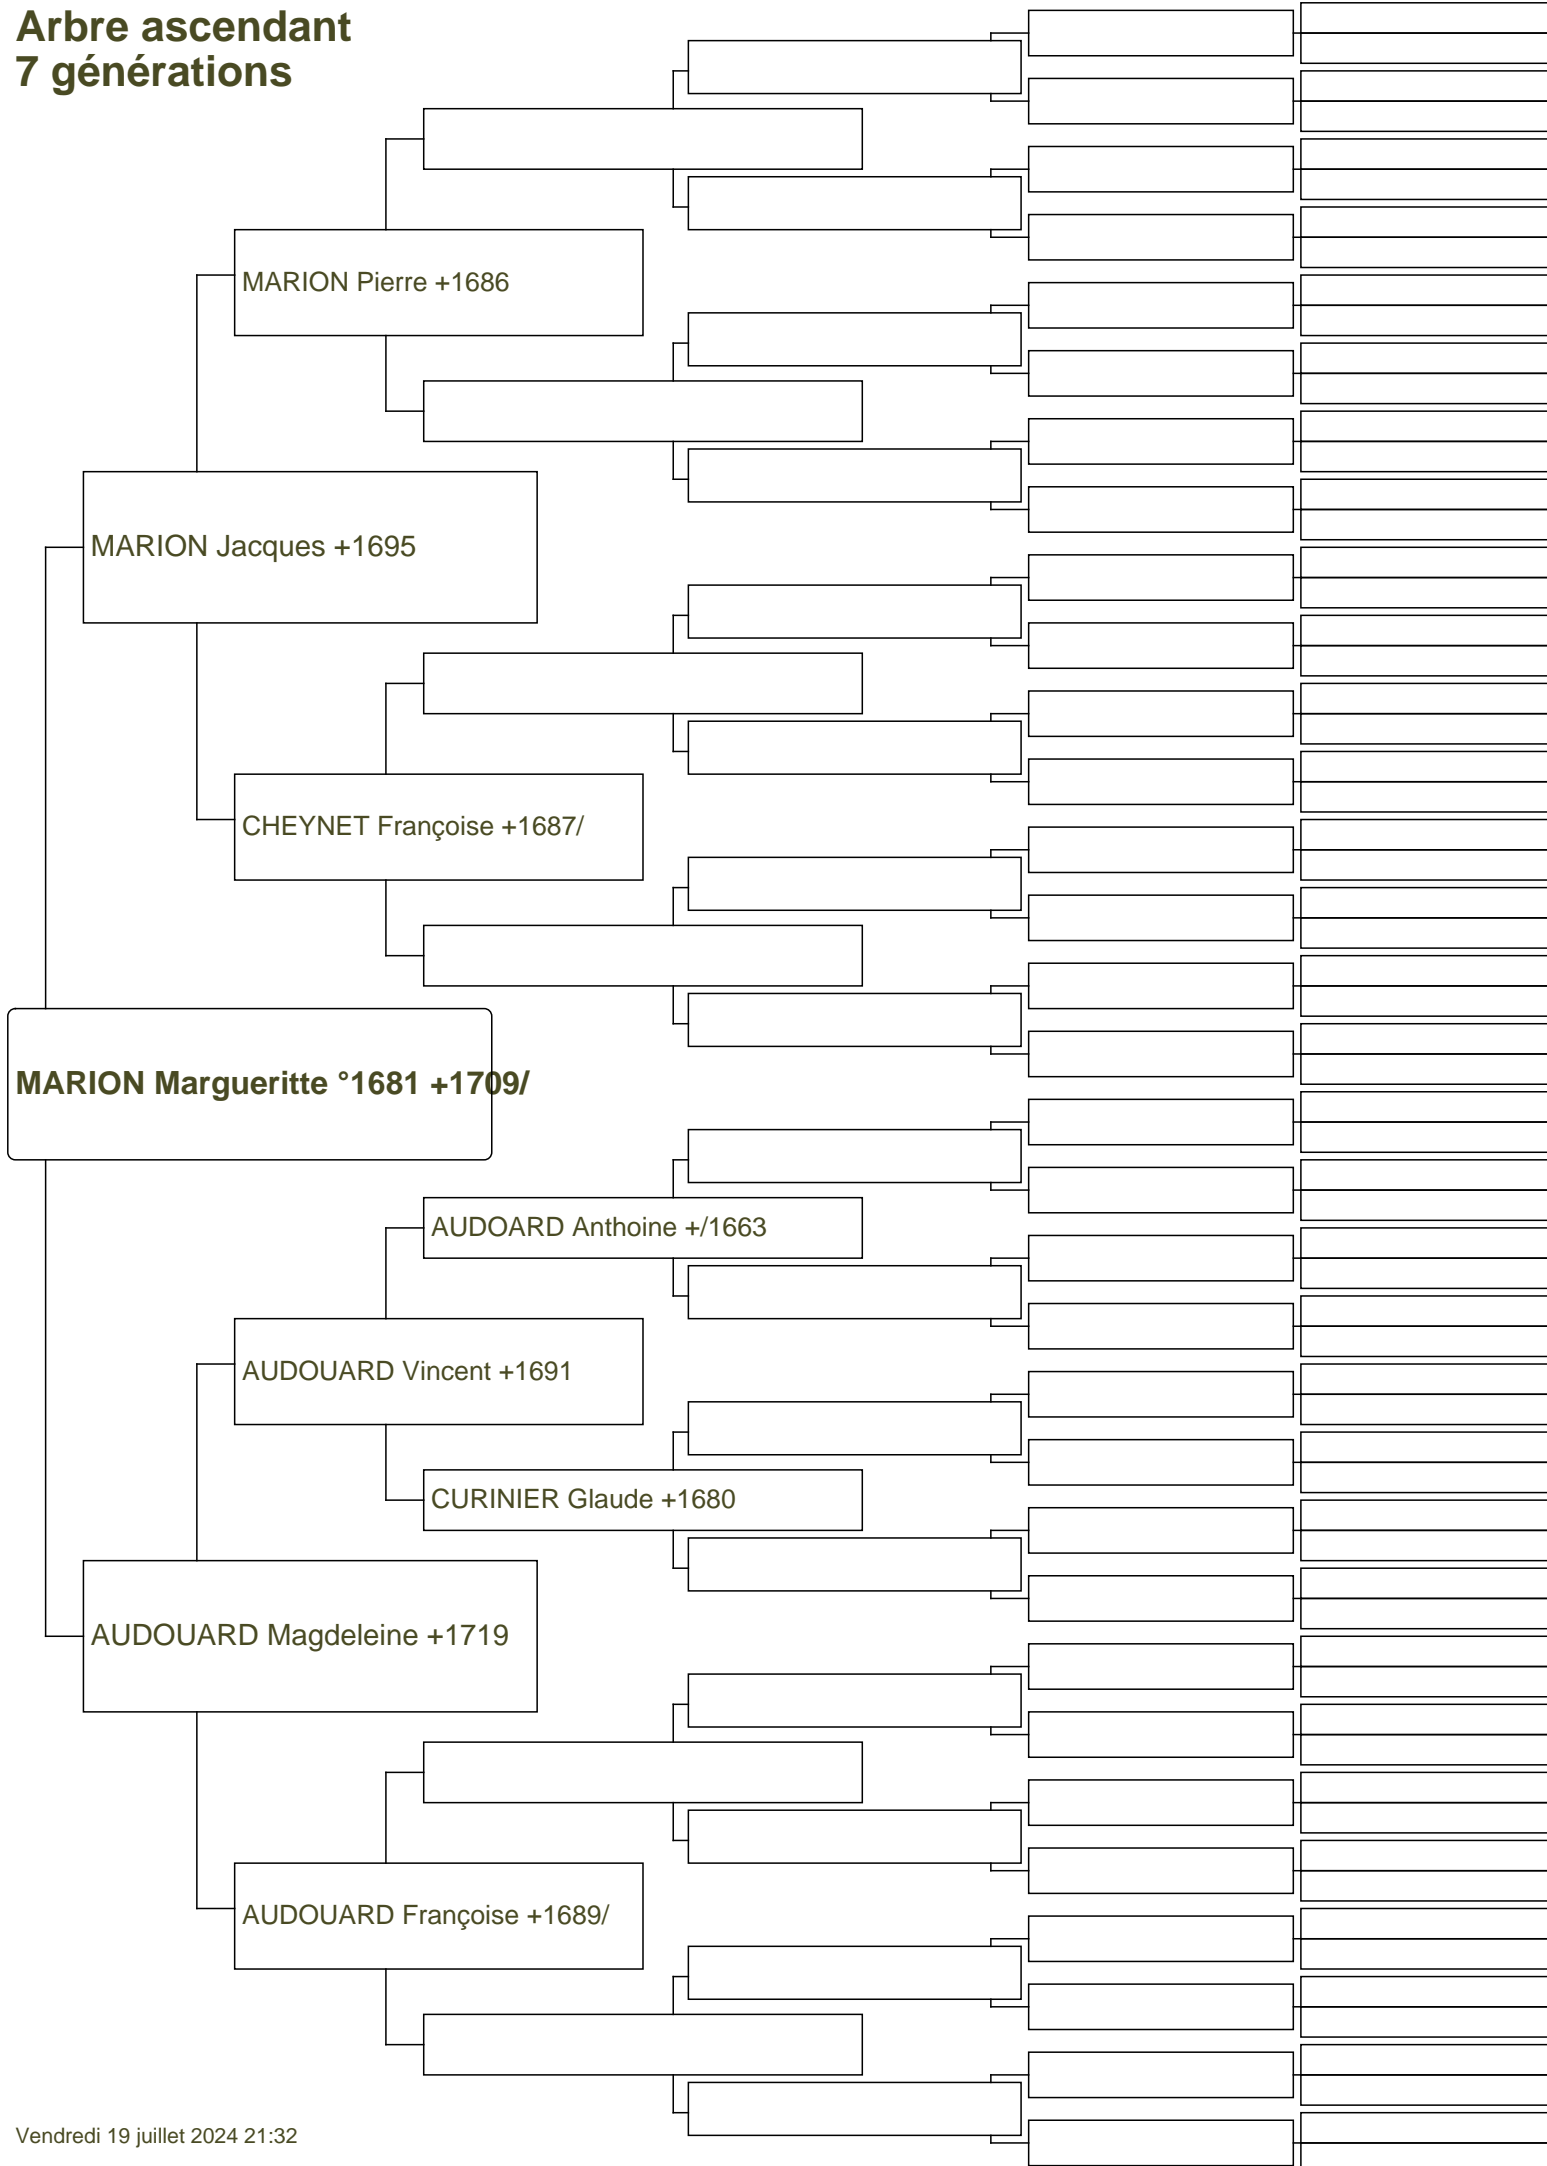 Arbre ascendant
7 générations
MARION Pierre +1686
MARION Jacques +1695
CHEYNET Françoise +1687/
MARION Margueritte °1681 +1709/
AUDOARD Anthoine +/1663
AUDOUARD Vincent +1691
CURINIER Glaude +1680
AUDOUARD Magdeleine +1719
AUDOUARD Françoise +1689/
Vendredi 19 juillet 2024 21:32